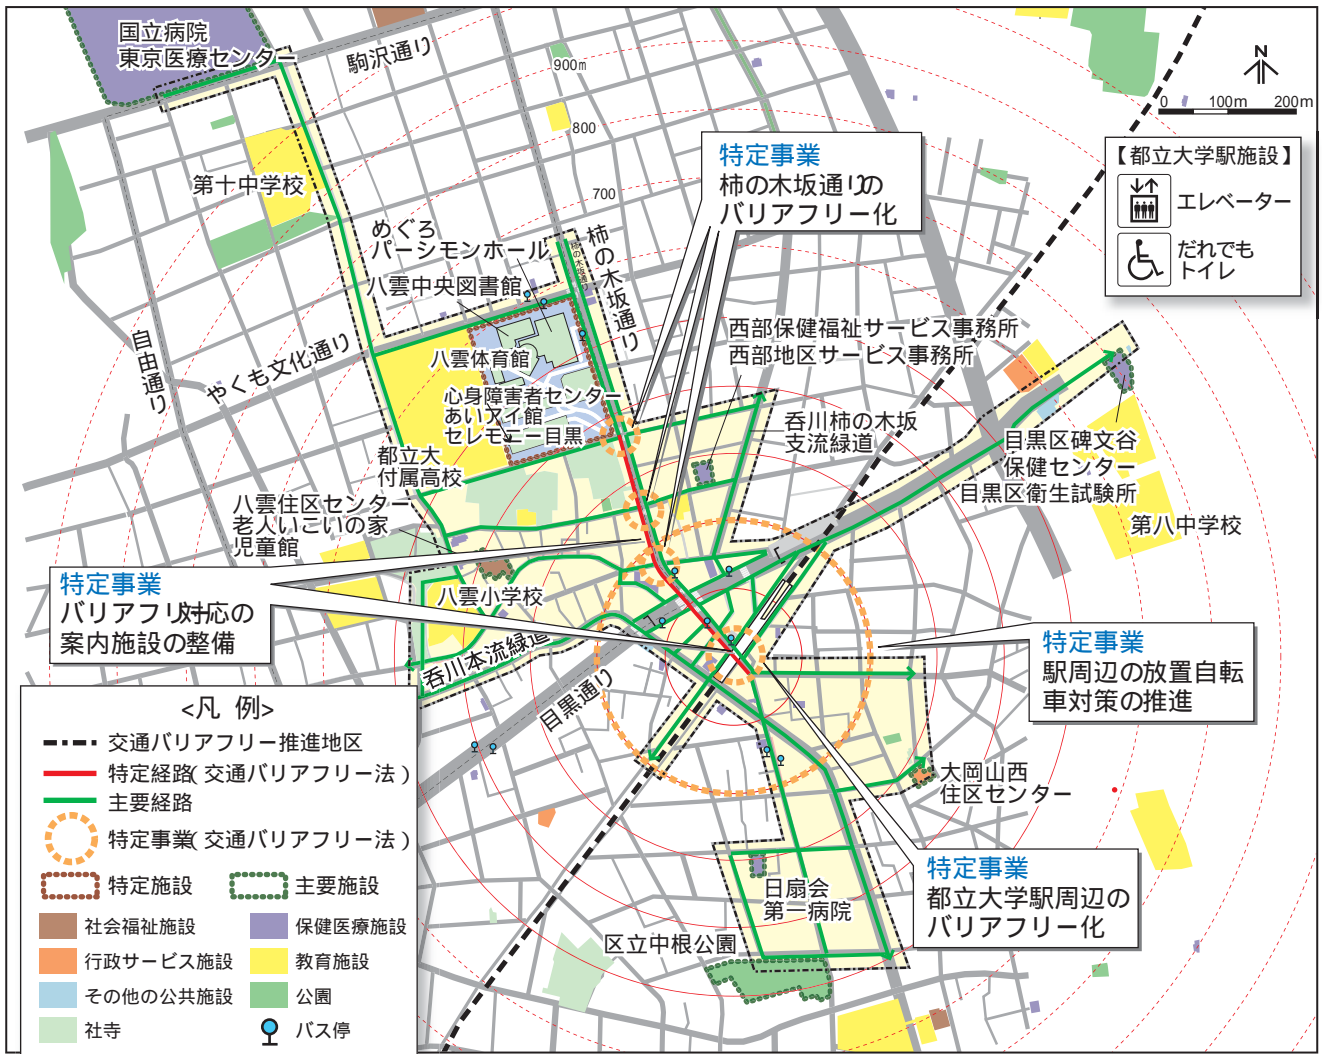 国立病院
東京医療センター
駒沢通り
900m
800
700
N
0 100m 200m
【都立大学駅施設】
エレベーター
だれでも
トイレ
特定事業
柿の木坂通りの
バリアフリー化
第十中学校
めぐろ
パーシモンホール
八雲中央図書館
柿の木坂通り
柿の木坂通り
自由通り
やくも文化通り
八雲体育館
心身障害者センター
あいアイ館
セレモニー目黒
西部保健福祉サービス事務所
西部地区サービス事務所
呑川柿の木坂
支流緑道
都立大
付属高校
目黒区碑文谷
保健センター
目黒区衛生試験所
第八中学校
八雲住区センター
老人いこいの家
児童館
特定事業
バリアフリー対応の
案内施設の整備
八雲小学校
呑川本流緑道
目黒通り
特定事業
駅周辺の放置自転
車対策の推進
大岡山西
住区センター
特定事業
都立大学駅周辺の
バリアフリー化
日扇会
第一病院
区立中根公園
<凡 例>
交通バリアフリー推進地区
特定経路(交通バリアフリー法)
主要経路
特定事業(交通バリアフリー法)
特定施設
主要施設
社会福祉施設
保健医療施設
行政サービス施設
教育施設
その他の公共施設
公園
社寺
バス停